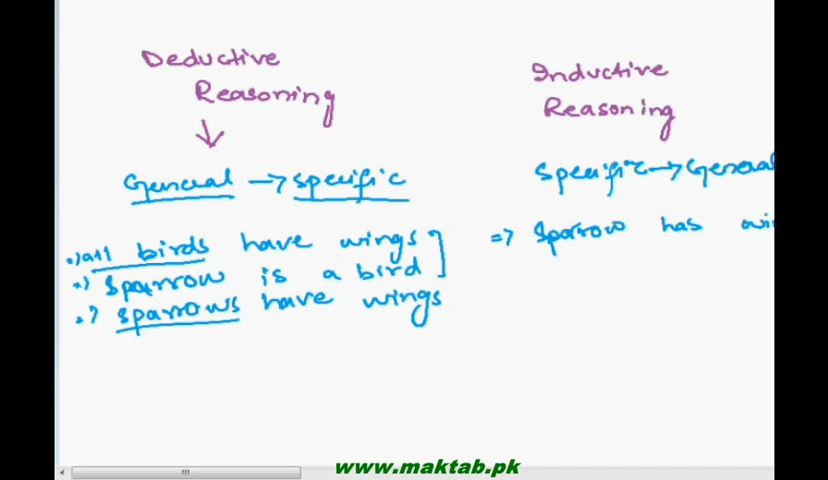 Deductive
Reasoning
General → specific
all birds have wings
sparrow is a bird
sparrows have wings
Inductive
Reasoning
Specific → General
=> Sparrow has wi
www.maktab.pk